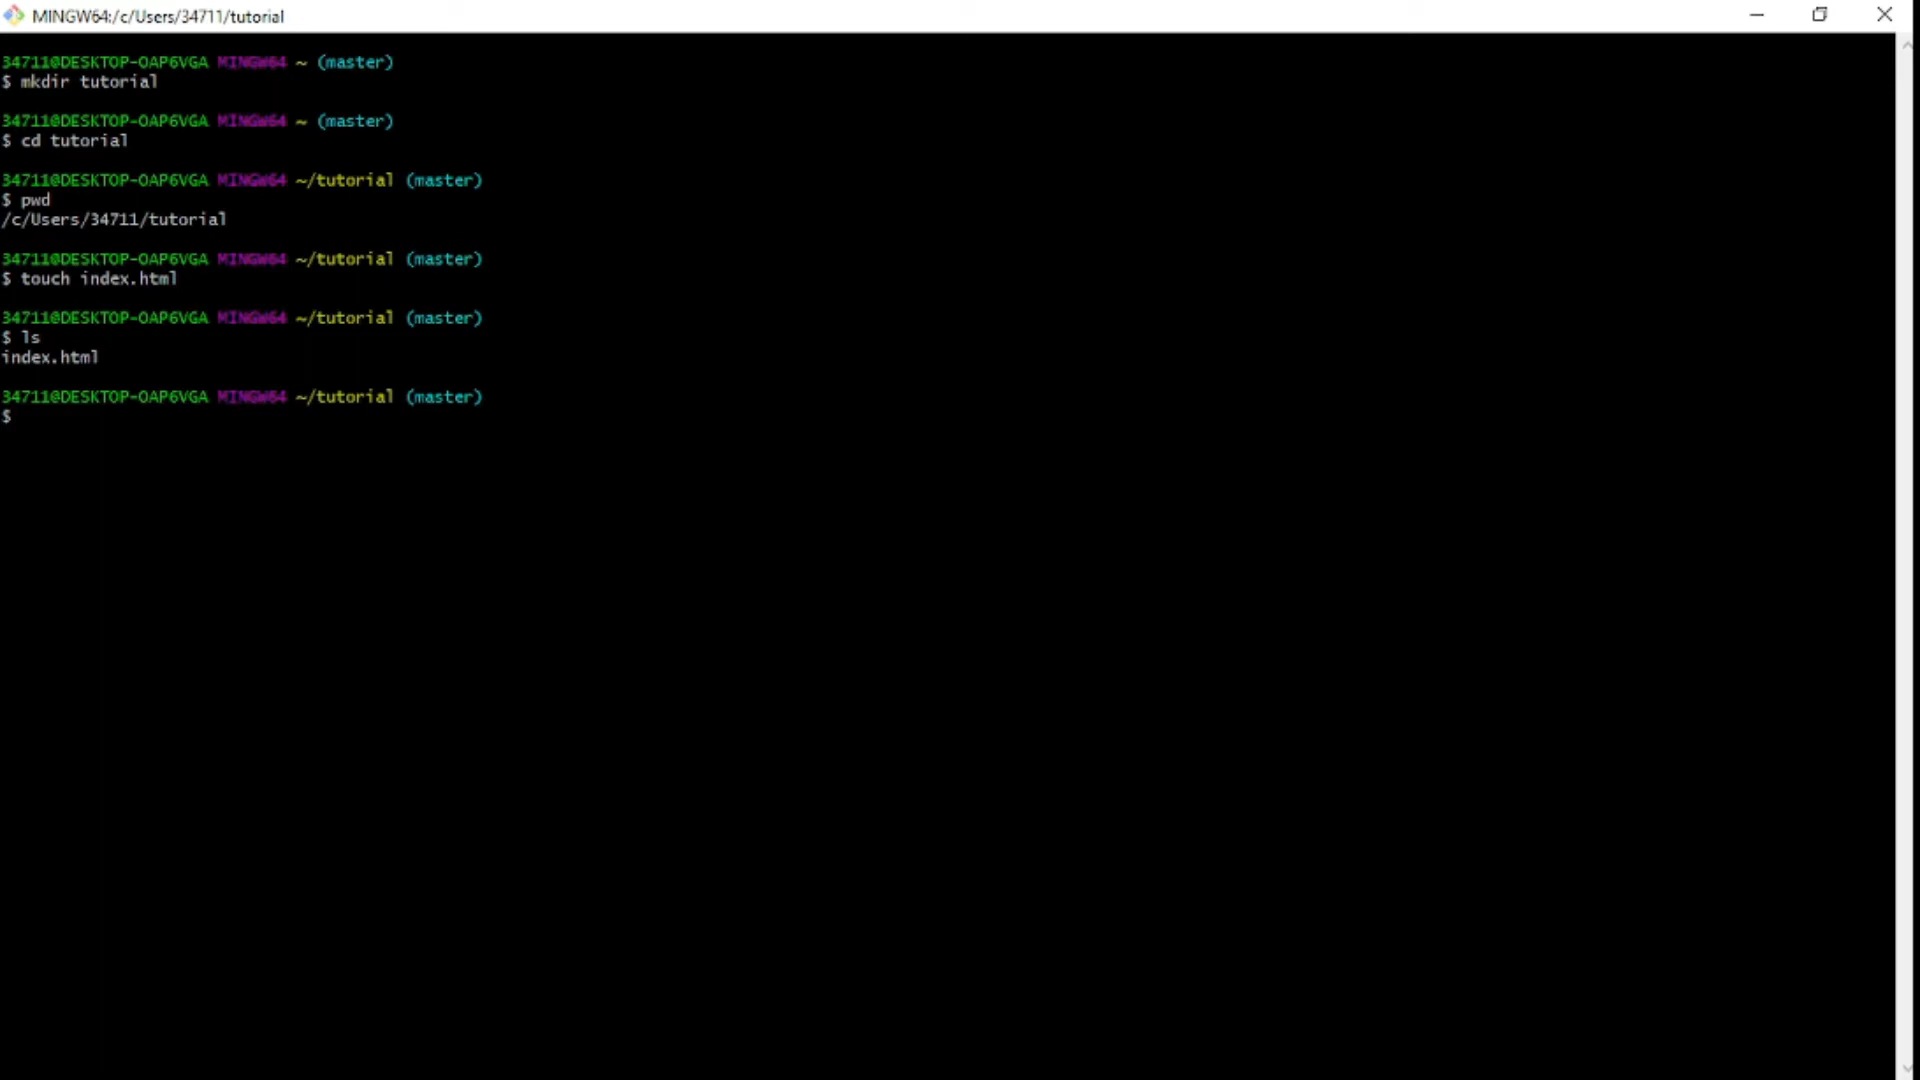 MINGW64:/c/Users/34711/tutorial
34711@DESKTOP-OAP6VGA MINGW64 ~ (master)
$ mkdir tutorial
34711@DESKTOP-OAP6VGA MINGW64 ~ (master)
$ cd tutorial
34711@DESKTOP-OAP6VGA MINGW64 ~/tutorial (master)
$ pwd
/c/Users/34711/tutorial
34711@DESKTOP-OAP6VGA MINGW64 ~/tutorial (master)
$ touch index.html
34711@DESKTOP-OAP6VGA MINGW64 ~/tutorial (master)
$ ls
index.html
34711@DESKTOP-OAP6VGA MINGW64 ~/tutorial (master)
$